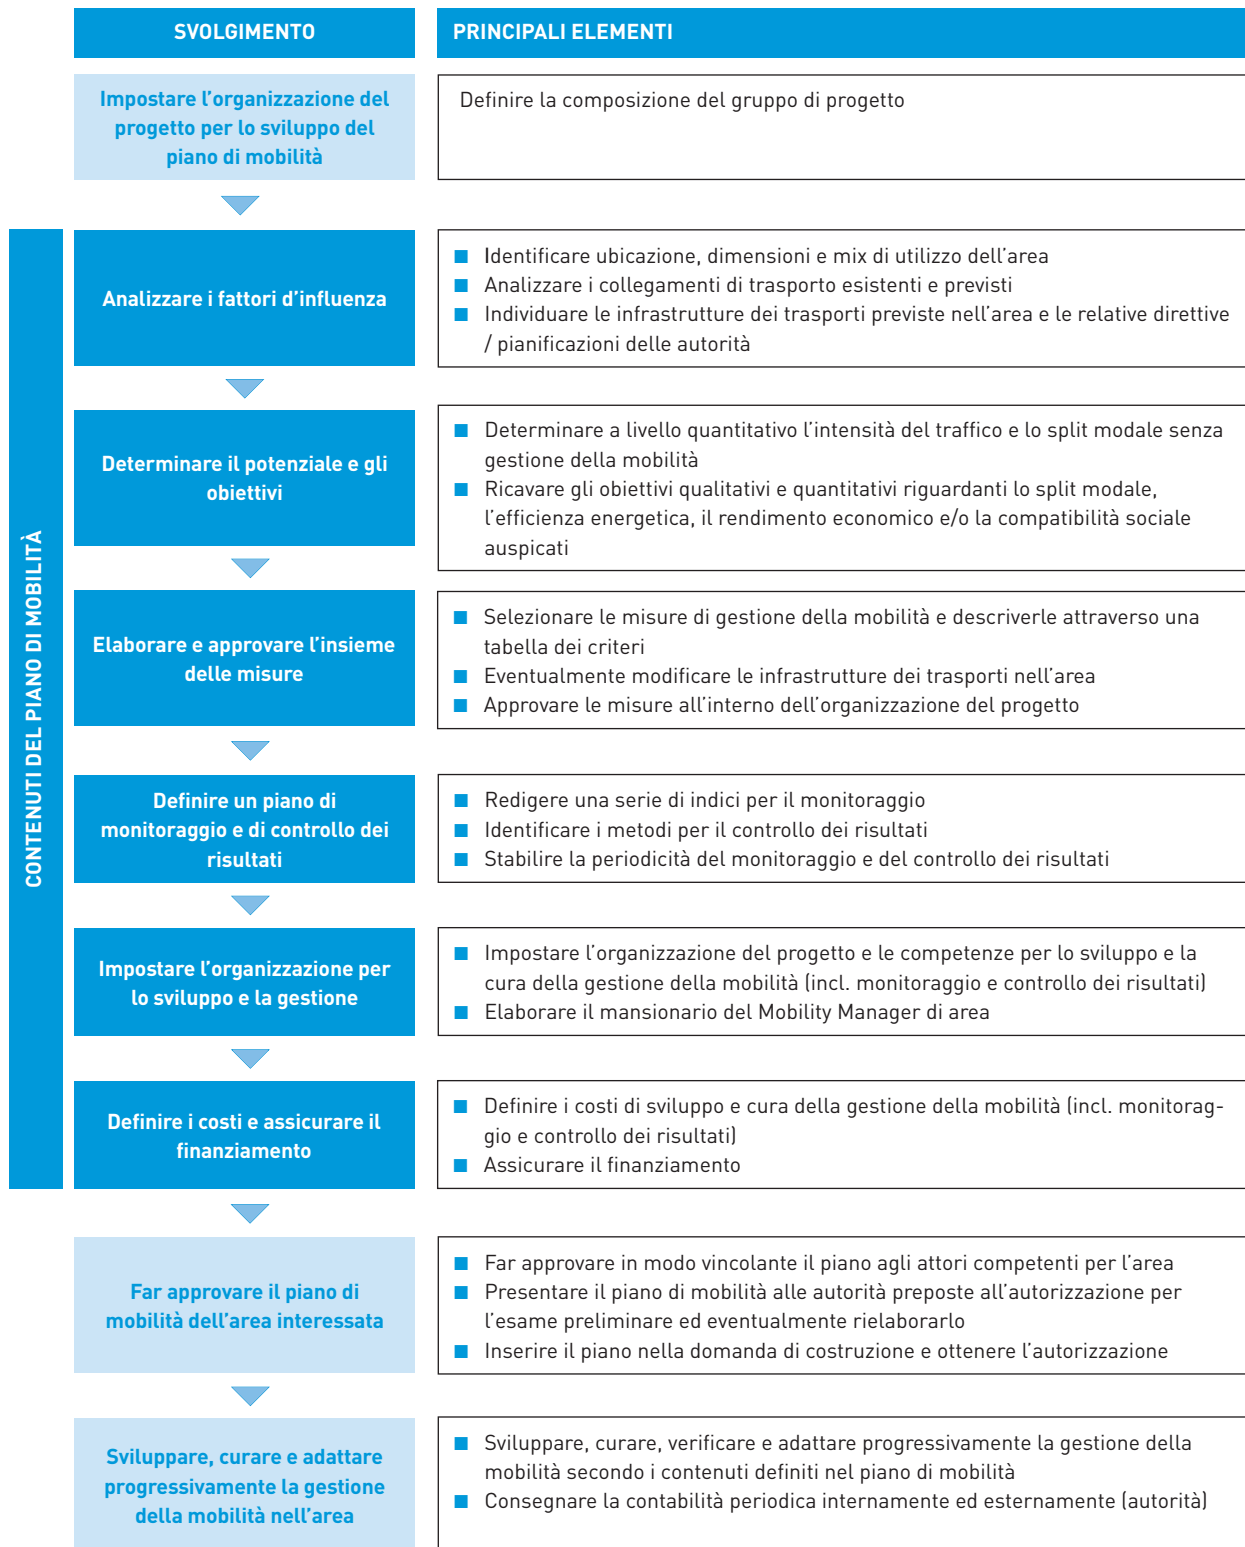 SVOLGIMENTO
PRINCIPALI ELEMENTI
Impostare l’organizzazione del
progetto per lo sviluppo del
piano di mobilità
Definire la composizione del gruppo di progetto
CONTENUTI DEL PIANO DI MOBILITÀ
Analizzare i fattori d’influenza
■ Identificare ubicazione, dimensioni e mix di utilizzo dell’area
■ Analizzare i collegamenti di trasporto esistenti e previsti
■ Individuare le infrastrutture dei trasporti previste nell’area e le relative direttive
/ pianificazioni delle autorità
Determinare il potenziale e gli
obiettivi
■ Determinare a livello quantitativo l’intensità del traffico e lo split modale senza
gestione della mobilità
■ Ricavare gli obiettivi qualitativi e quantitativi riguardanti lo split modale,
l’efficienza energetica, il rendimento economico e/o la compatibilità sociale
auspicati
Elaborare e approvare l’insieme
delle misure
■ Selezionare le misure di gestione della mobilità e descriverle attraverso una
tabella dei criteri
■ Eventualmente modificare le infrastrutture dei trasporti nell’area
■ Approvare le misure all’interno dell’organizzazione del progetto
Definire un piano di
monitoraggio e di controllo dei
risultati
■ Redigere una serie di indici per il monitoraggio
■ Identificare i metodi per il controllo dei risultati
■ Stabilire la periodicità del monitoraggio e del controllo dei risultati
Impostare l’organizzazione per
lo sviluppo e la gestione
■ Impostare l’organizzazione del progetto e le competenze per lo sviluppo e la
cura della gestione della mobilità (incl. monitoraggio e controllo dei risultati)
■ Elaborare il mansionario del Mobility Manager di area
Definire i costi e assicurare il
finanziamento
■ Definire i costi di sviluppo e cura della gestione della mobilità (incl. monitorag-
gio e controllo dei risultati)
■ Assicurare il finanziamento
Far approvare il piano di
mobilità dell’area interessata
■ Far approvare in modo vincolante il piano agli attori competenti per l’area
■ Presentare il piano di mobilità alle autorità preposte all’autorizzazione per
l’esame preliminare ed eventualmente rielaborarlo
■ Inserire il piano nella domanda di costruzione e ottenere l’autorizzazione
Sviluppare, curare e adattare
progressivamente la gestione
della mobilità nell’area
■ Sviluppare, curare, verificare e adattare progressivamente la gestione della
mobilità secondo i contenuti definiti nel piano di mobilità
■ Consegnare la contabilità periodica internamente ed esternamente (autorità)